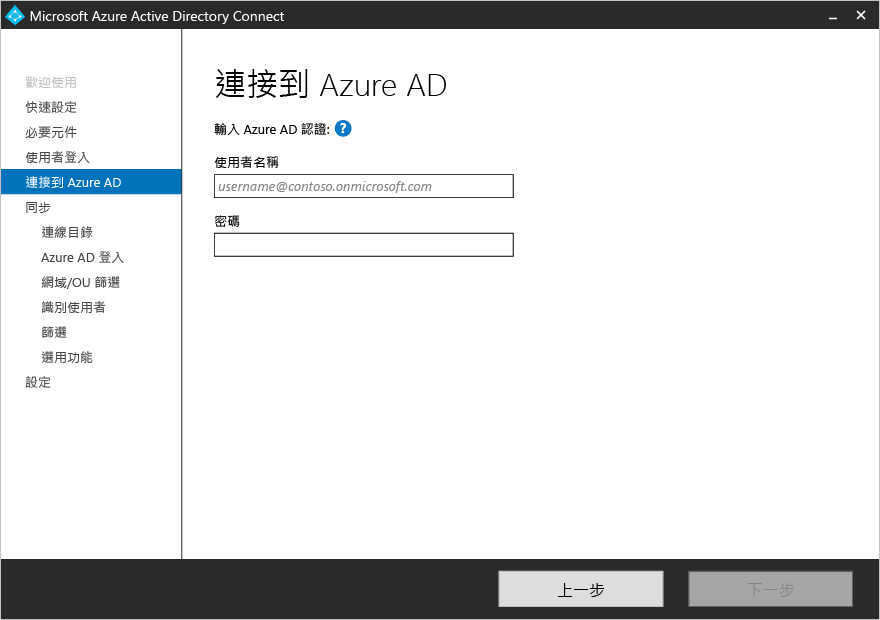 Microsoft Azure Active Directory Connect
歡迎使用
快速設定
必要元件
使用者登入
連接到 Azure AD
同步
連線目錄
Azure AD 登入
網域/OU 篩選
識別使用者
篩選
選用功能
設定
連接到 Azure AD
輸入 Azure AD 認證: ?
使用者名稱
username@contoso.onmicrosoft.com
密碼
上一步
下一步